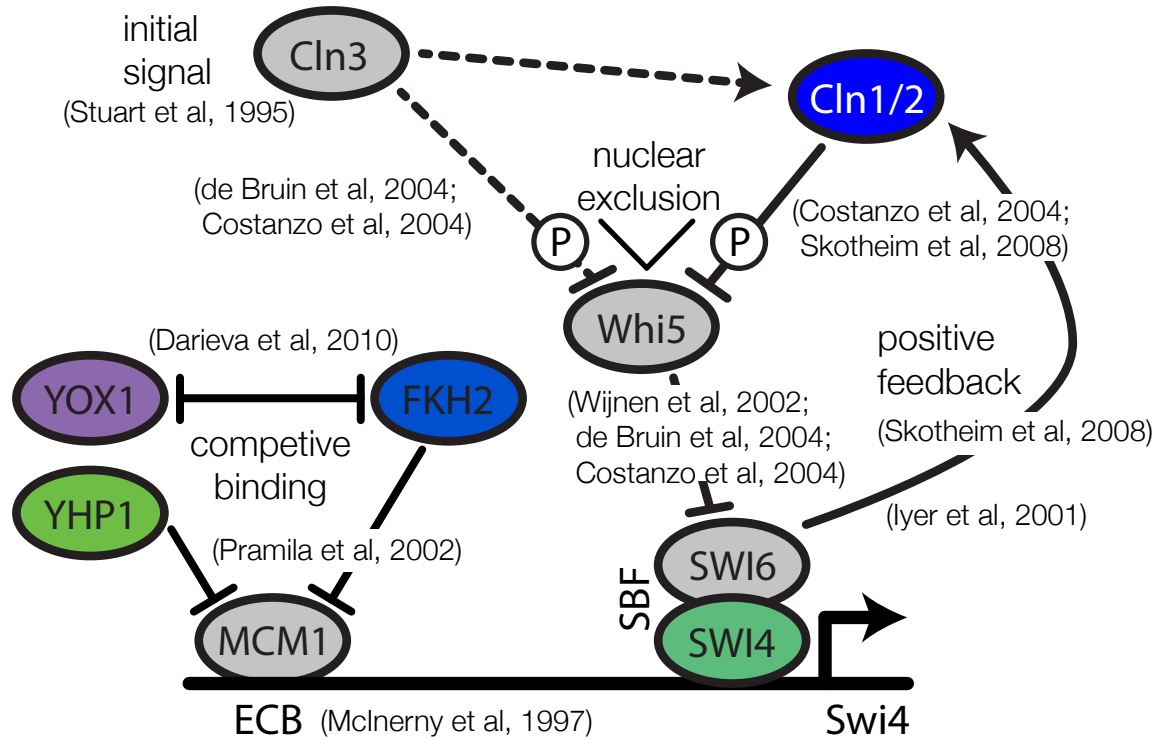 initial
signal
(Stuart et al, 1995)
Cln3
Cln1/2
nuclear
exclusion
(de Bruin et al, 2004;
Costanzo et al, 2004)
P
P
(Costanzo et al, 2004;
Skotheim et al, 2008)
Whi5
positive
feedback
(Skotheim et al, 2008)
(Darieva et al, 2010)
YOX1
FKH2
competive
binding
(Wijnen et al, 2002;
de Bruin et al, 2004;
Costanzo et al, 2004)
YHP1
(Pramila et al, 2002)
(Iyer et al, 2001)
SBF
SWI6
SWI4
MCM1
ECB (McInerny et al, 1997)
Swi4